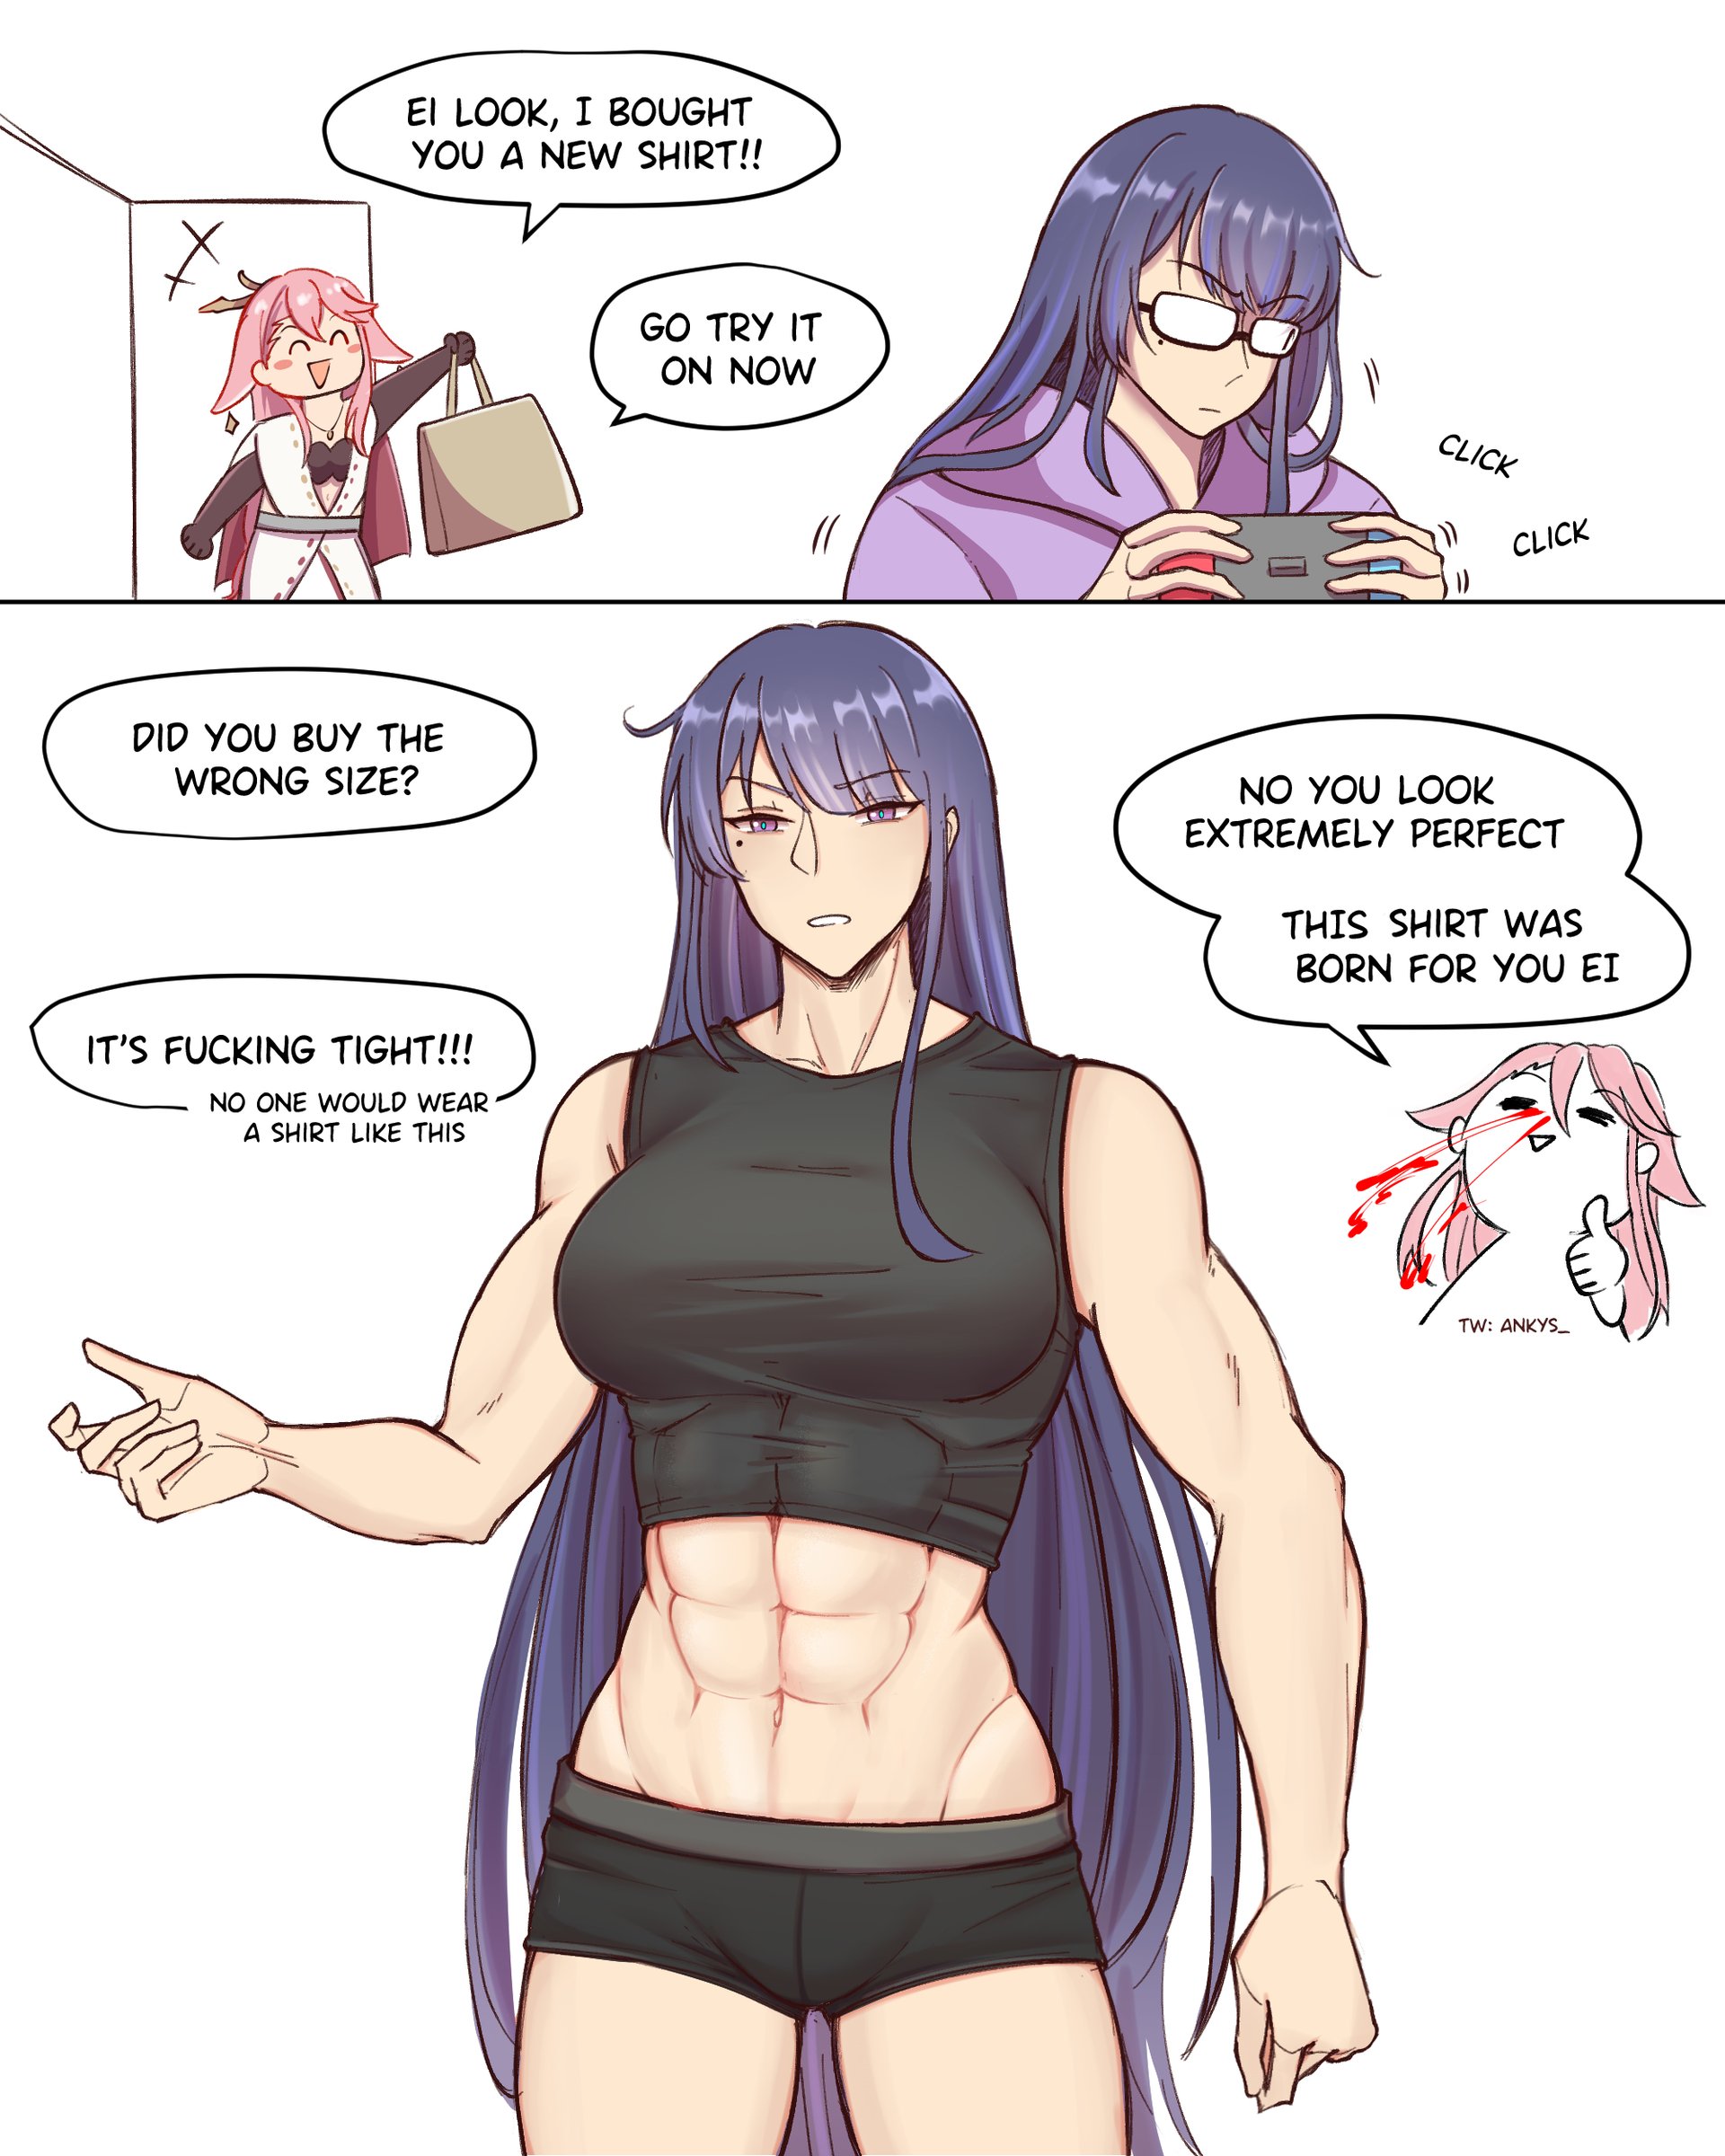 EI LOOK, I BOUGHT
YOU A NEW SHIRT!!
GO TRY IT
ON NOW
CLICK
CLICK
DID YOU BUY THE
WRONG SIZE?
NO YOU LOOK
EXTREMELY PERFECT
THIS SHIRT WAS
BORN FOR YOU EI
IT'S FUCKING TIGHT!!!
NO ONE WOULD WEAR
A SHIRT LIKE THIS
TW: ANKYS_